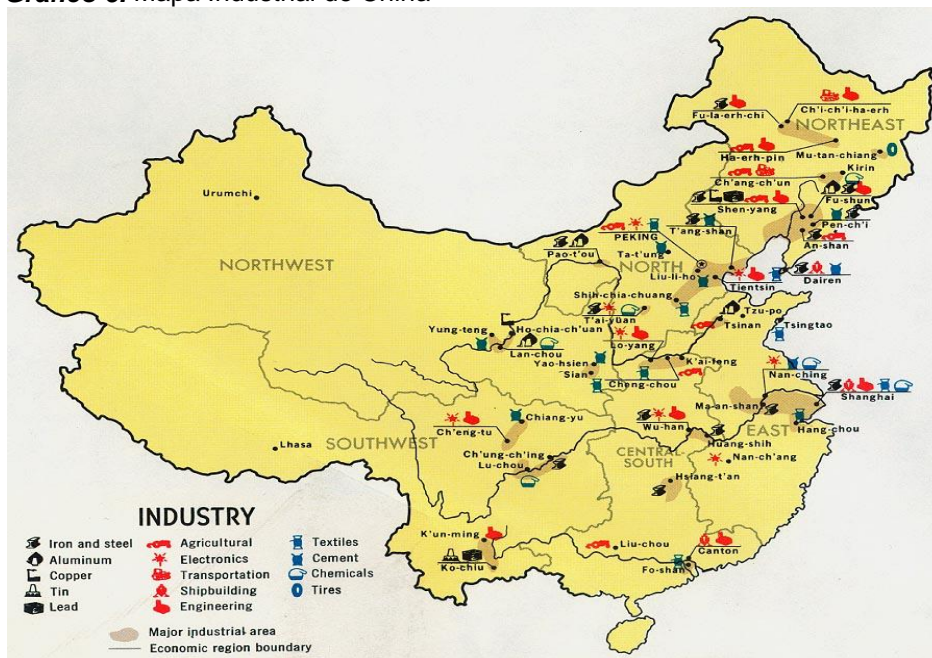 Mapa Industrial de China
Ch'i-ch'i-ha-erh
Fu-la-erh-chi
NORTHEAST
Ha-erh-pin
Mu-tan-chiang
Ch'ang-ch'un
Kirin
Fu-shun
Shen-yang
Pen-ch'i
An-shan
Urumchi
PEKING
T'ang-shan
Ta-t'ung
Pao-t'ou
NORTH
Liu-li-ho
Tientsin
Dairen
NORTHWEST
Shih-chia-chuang
T'ai-yüan
Tzu-po
Tsinan
Tsingtao
Yung-teng
Ho-chia-ch'uan
Lan-chou
Lo-yang
K'ai-feng
Yao-hsien
Sian
Cheng-chou
Nan-ching
Shanghai
Ma-an-shan
Chiang-yu
Ch'eng-tu
Wu-han
EAST
Hang-chou
Huang-shih
Lhasa
SOUTHWEST
Ch'ung-ch'ing
Lu-chou
CENTRAL-
SOUTH
Nan-ch'ang
Hsiang-t'an
K'un-ming
Ko-chiu
Liu-chou
Canton
Fo-shan
INDUSTRY
Iron and steel
Aluminum
Copper
Tin
Lead
Agricultural
Electronics
Transportation
Shipbuilding
Engineering
Textiles
Cement
Chemicals
Tires
Major industrial area
Economic region boundary